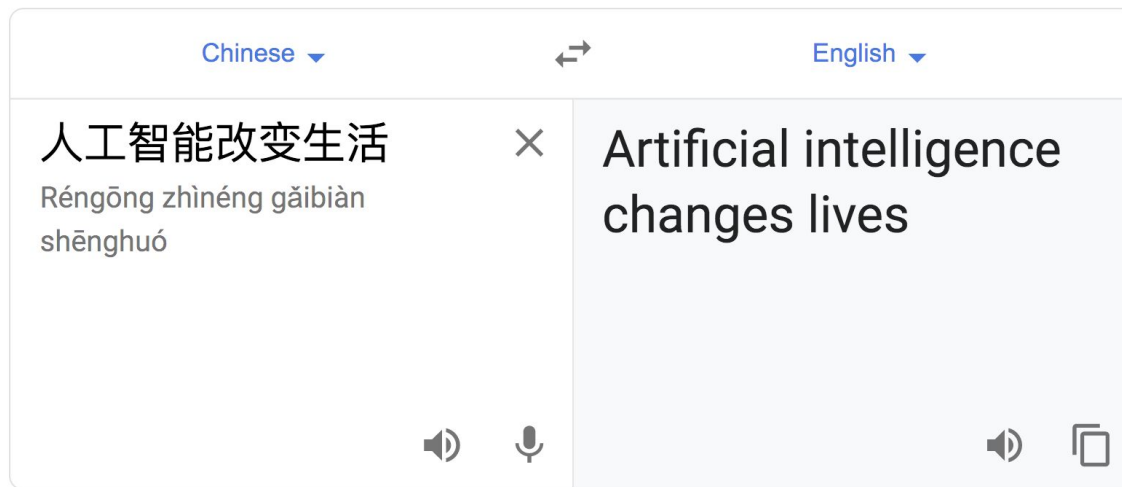 Chinese
English
人工智能改变生活
Réngōng zhìnéng gǎibiàn
shēnghuó
Artificial intelligence
changes lives